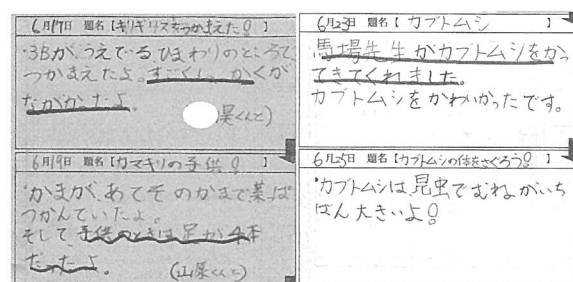 6月17日 題名【キリギリスをつかまえた!】
・3Bが、うえている、ひまわりのところで、
つかまえたよ。すごくしょかくが
ながかたよ。
くんと)
6月19日 題名【カマキリの子供!】
・かまが、あてそのかまで葉ぱ
つかんていたよ。
そして、子供のときは足が4本
だったよ。
(山原くんと)
6月23日 題名【カブトムシ】
馬場先生がカブトムシをかっ
てきてくれました。
カブトムシをかわいかったです。
6月25日 題名【カブトムシの体をさぐろう!】
・カブトムシは昆虫でむねがいち
ばん大きいよ!